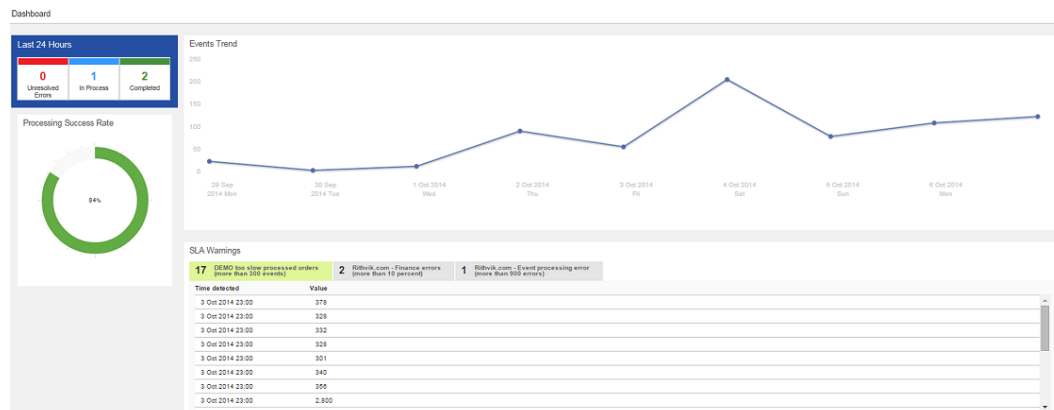 Dashboard
Last 24 Hours
0
Unresolved
Errors
1
In Process
2
Completed
Processing Success Rate
84%
Events Trend
250
200
150
100
50
0
29 Sep
2014 Mon
30 Sep
2014 Tue
1 Oct 2014
Wed
2 Oct 2014
Thu
3 Oct 2014
Fri
4 Oct 2014
Sat
5 Oct 2014
Sun
6 Oct 2014
Mon
SLA Warnings
17 DEMO too slow processed orders
(more than 300 events)
2 Rithvik.com - Finance errors
(more than 10 percent)
1 Rithvik.com - Event processing error
(more than 900 errors)
Time detected Value
3 Oct 2014 23:00 378
3 Oct 2014 23:00 328
3 Oct 2014 23:00 332
3 Oct 2014 23:00 328
3 Oct 2014 23:00 301
3 Oct 2014 23:00 340
3 Oct 2014 23:00 356
3 Oct 2014 23:00 2,800